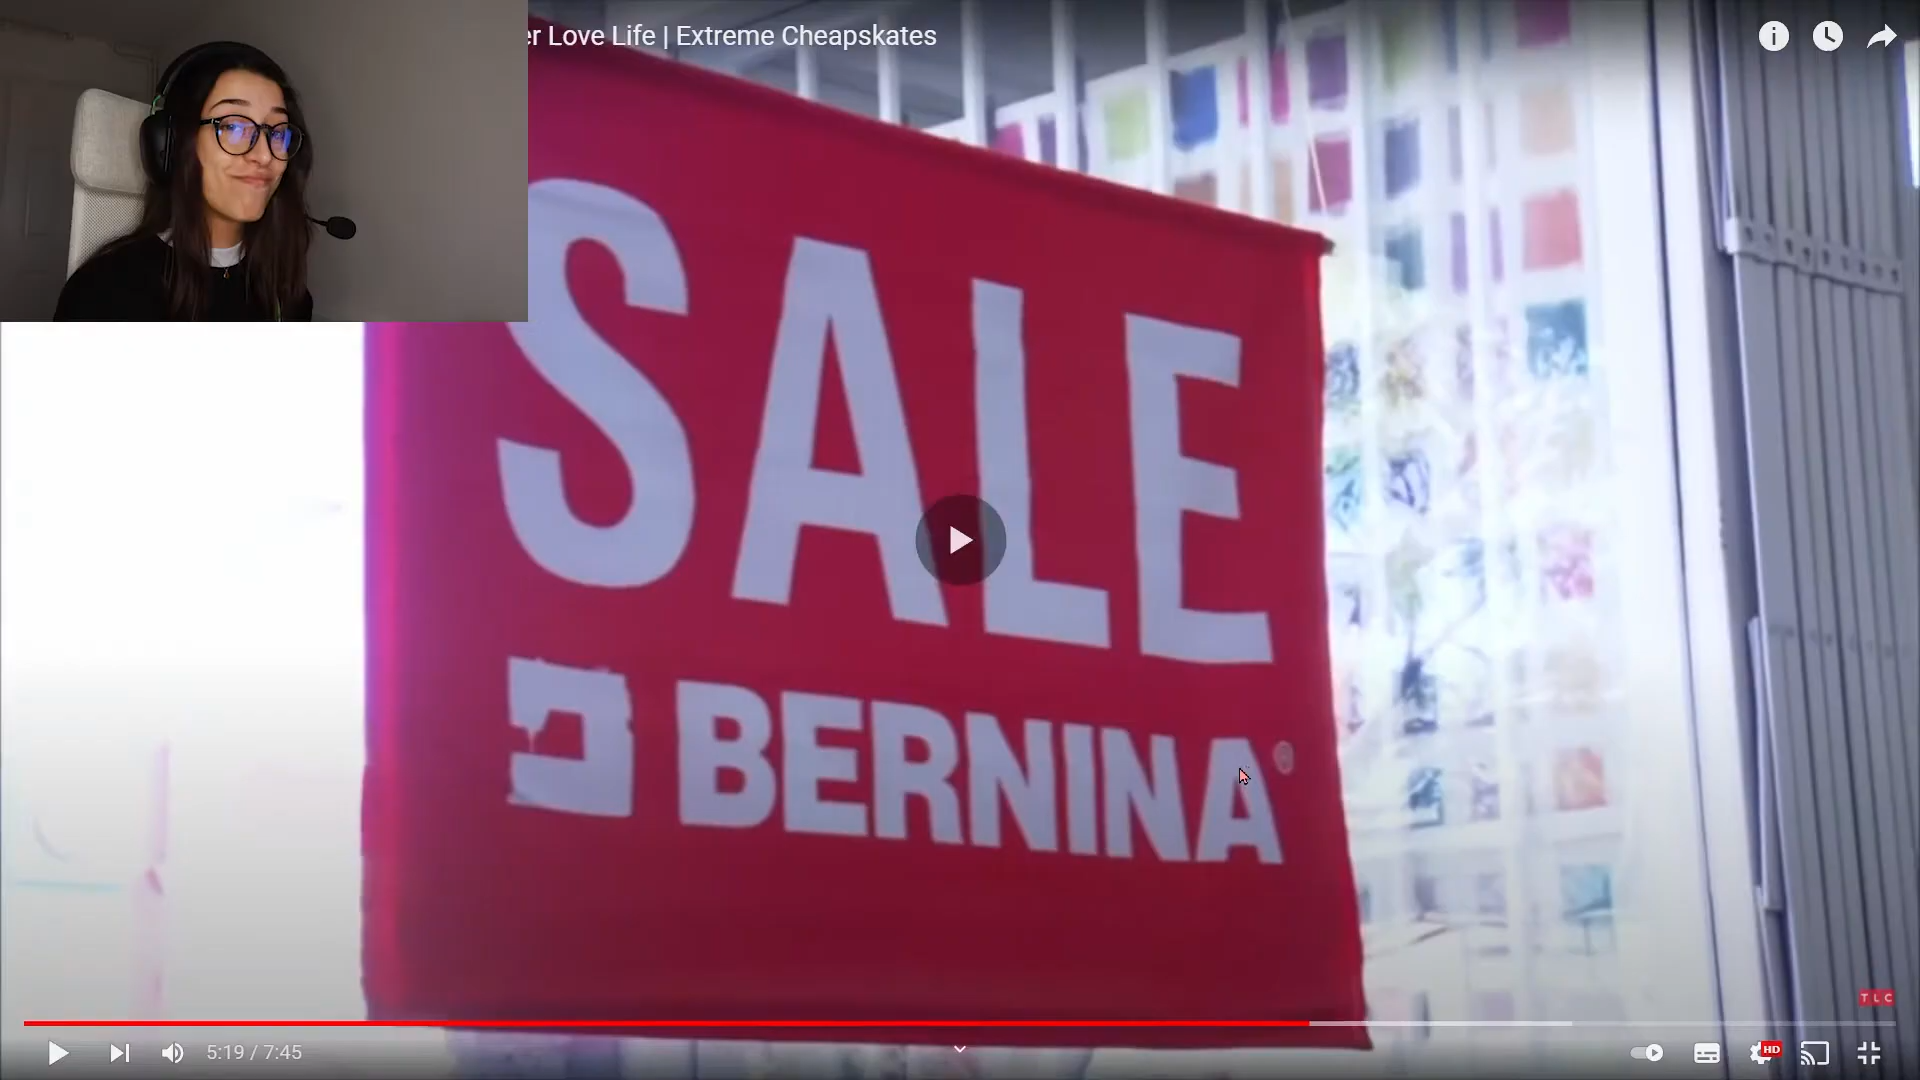 er Love Life | Extreme Cheapskates
SALE
BERNINA®
TLC
5:19 / 7:45
HD